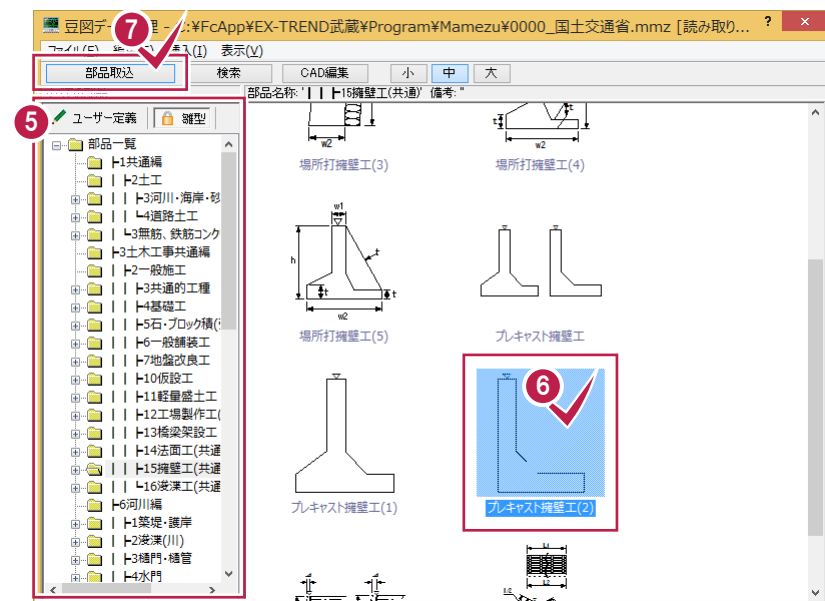 豆図デー
理 - C:¥FcApp¥EX-TREND武蔵¥Program¥Mamezu¥0000_国土交通省.mmz [読み取り... ? ×
7
ファイル(F)
入(I) 表示(V)
部品取込 検索 CAD編集 小 中 大
部品名称:'┃┃┣15擁壁工(共通)' 備考:''
5
ユーザー定義 雛型
部品一覧
┣1共通編
┃┣2土工
┃┃┣3河川・海岸・砂
┃┃┗4道路土工
┃┗3無筋、鉄筋コンク
┣3土木工事共通編
┃┣2一般施工
┃┃┣3共通的工種
┃┃┣4基礎工
┃┃┣5石・ブロック積(
┃┃┣6一般舗装工
┃┃┣7地盤改良工
┃┃┣10仮設工
┃┃┣11軽量盛土工
┃┃┣12工場製作工(
┃┃┣13橋梁架設工
┃┃┣14法面工(共通
┃┃┣15擁壁工(共通
┃┃┗16浚渫工(共通
┣6河川編
┃┣1築堤・護岸
┃┣2浚渫(川)
┃┣3樋門・樋管
┃┣4水門
w2
場所打擁壁工(3)
t
t
w2
場所打擁壁工(4)
w1
h
t
t
t
w2
場所打擁壁工(5)
プレキャスト擁壁工
プレキャスト擁壁工(1)
6
プレキャスト擁壁工(2)
L1
L2